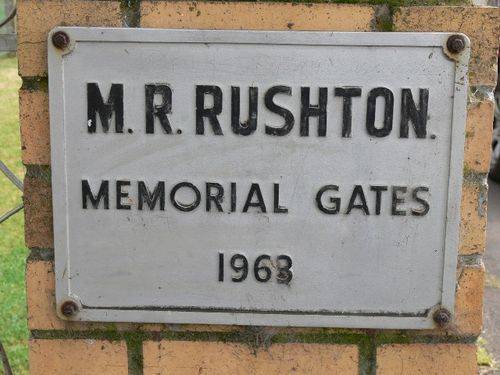 M. R. RUSHTON.
MEMORIAL GATES
1963